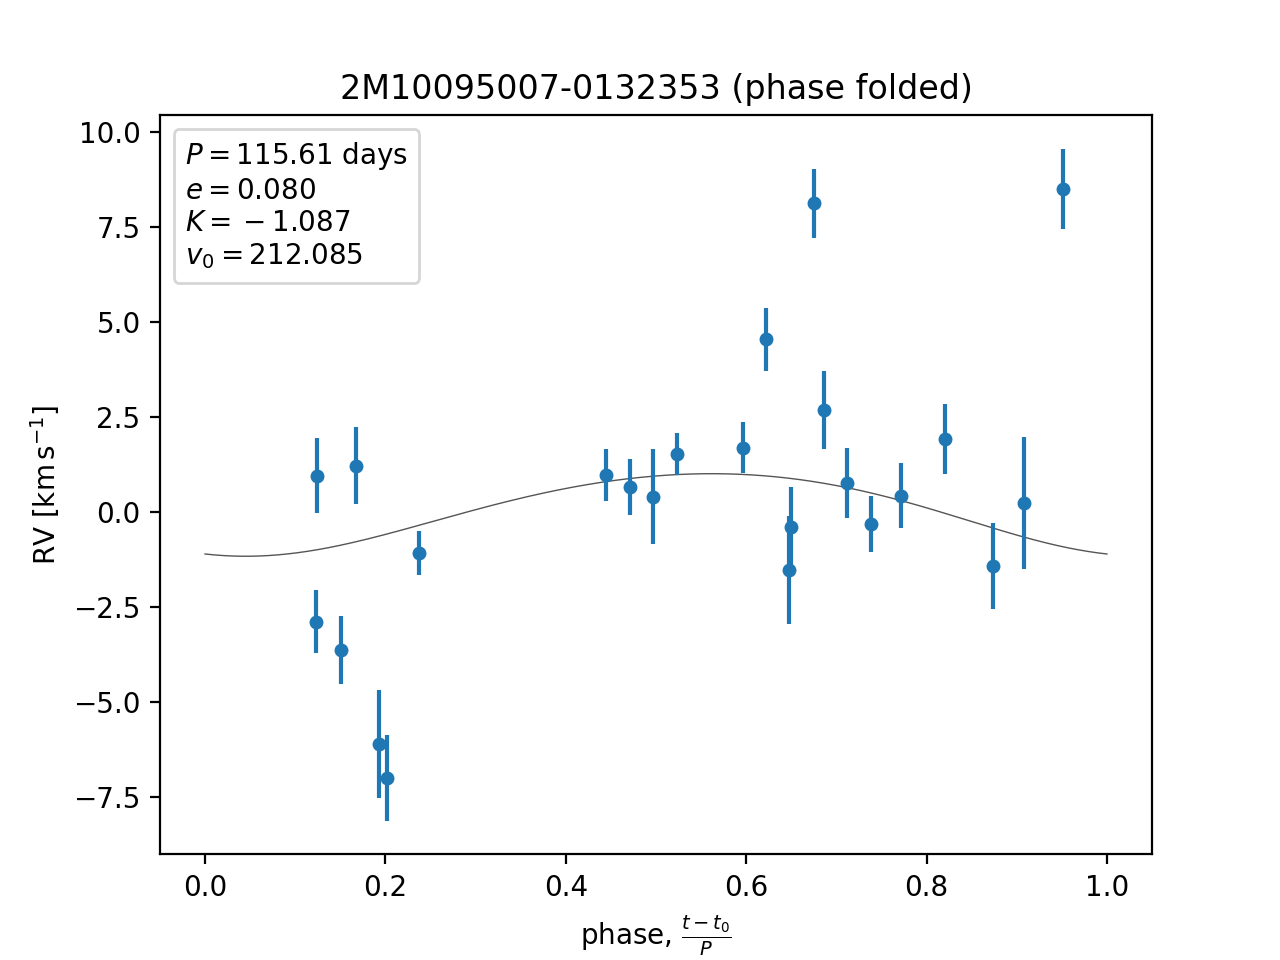 2M10095007-0132353 (phase folded)
P = 115.61 days
e = 0.080
K = −1.087
v₀ = 212.085
10.0
7.5
5.0
2.5
0.0
−2.5
−5.0
−7.5
RV [km s⁻¹]
0.0 0.2 0.4 0.6 0.8 1.0
phase, (t − t₀)/P